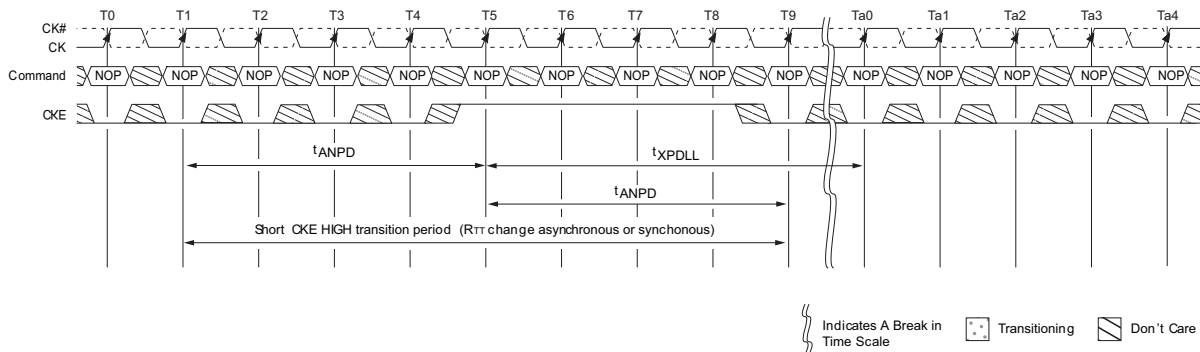 T0 T1 T2 T3 T4 T5 T6 T7 T8 T9 Ta0 Ta1 Ta2 Ta3 Ta4
CK#
CK
Command NOP NOP NOP NOP NOP NOP NOP NOP NOP NOP NOP NOP NOP NOP NOP
CKE
tANPD tXPDLL
tANPD
Short CKE HIGH transition period (RTT change asynchronous or synchonous)
Indicates A Break in
Time Scale
Transitioning
Don't Care